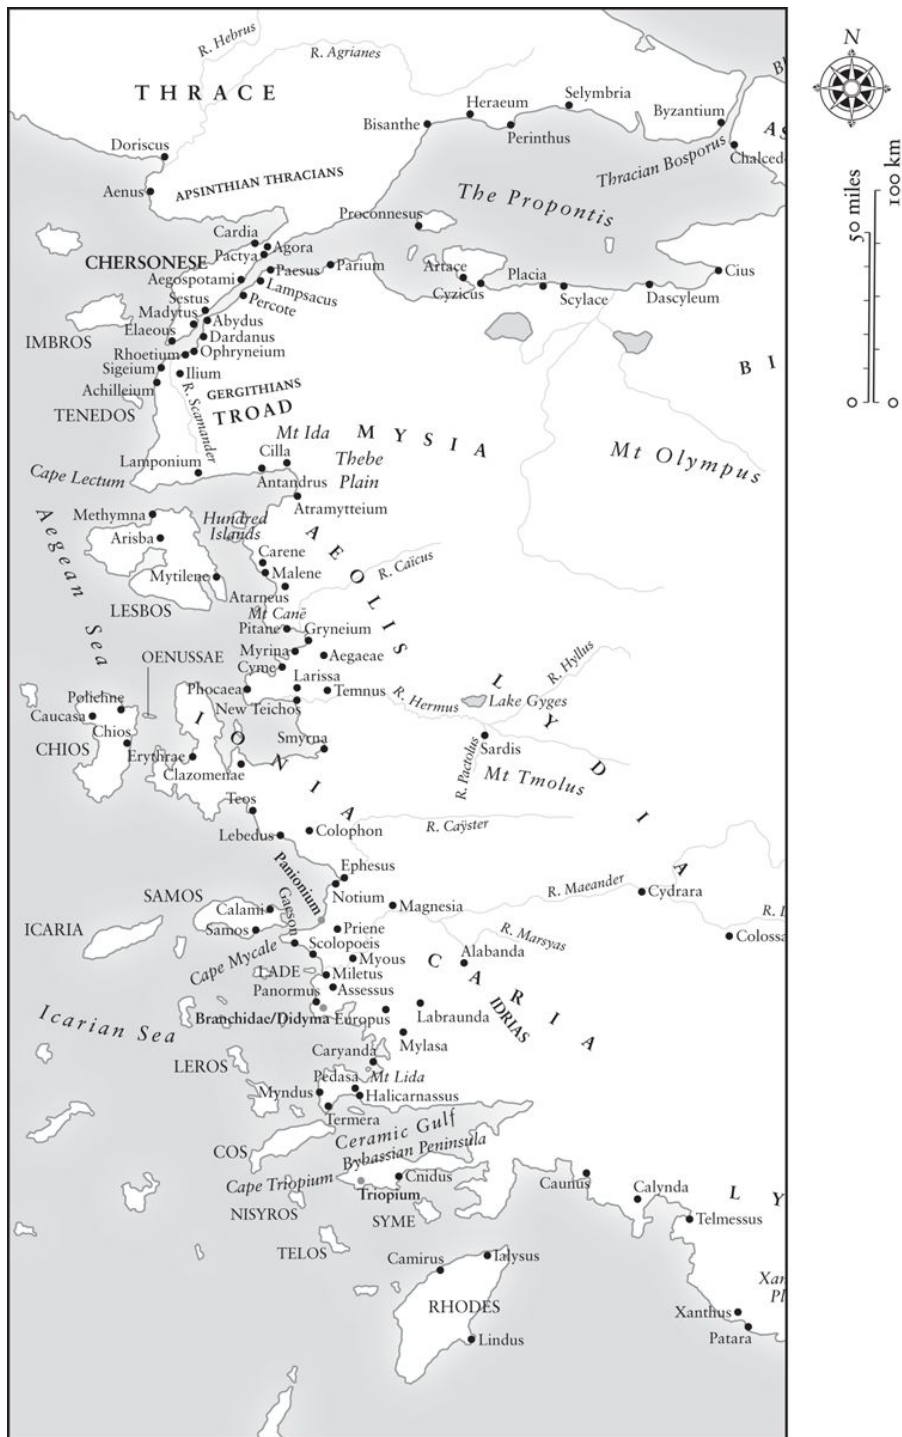 R. Hebrus
R. Agrianes
N
THRACE
Bisanthe
Heraeum
Selymbria
Perinthus
Byzantium
Thracian Bosporus
Doriscus
Aenus
APSINTHIAN THRACIANS
The Propontis
Proconnesus
50 miles
100 km
0
0
Cardia
Pactya
Agora
CHERSONESE
Paesus
Parium
Aegospotami
Lampsacus
Artace
Cyzicus
Placia
Scylace
Dascyleum
Cius
Percote
Sestus
Madytus
Abydus
Elaeous
Dardanus
IMBROS
Rhoetium
Ophryneium
Sigeium
Ilium
Achilleium
R. Scamander
GERGITHIANS
TROAD
TENEDOS
BI
Mt Ida
MYSIA
Mt Olympus
Cilla
Thebe
Plain
Lamponium
Antandrus
Cape Lectum
Atramytteium
Aegean Sea
Methymna
Hundred
Islands
Arisba
AEOLIS
Carene
Malene
R. Caïcus
Mytilene
Atarneus
LESBOS
Mt Canē
Pitane
Gryneium
Myrina
Aegaeae
OENUSSAE
Cyme
Larissa
Phocaea
Temnus
New Teichos
R. Hermus
Lake Gyges
R. Hyllus
LYDIA
Polichne
Caucasa
Chios
CHIOS
Erythrae
IONIA
Smyrna
Clazomenae
Sardis
R. Pactolus
Mt Tmolus
Teos
Lebedus
Colophon
R. Caÿster
Panionium
Ephesus
Notium
R. Maeander
Cydrara
SAMOS
Calami
Gaeson
Magnesia
ICARIA
Samos
Priene
R. Marsyas
Scolopoeis
Cape Mycale
Myous
Alabanda
CARIA
LADE
Miletus
Assessus
Panormus
IDRIAS
Icarian Sea
Branchidae/Didyma
Europus
Labraunda
Mylasa
LEROS
Caryanda
Pedasa
Mt Lida
Myndus
Halicarnassus
Termera
Ceramic Gulf
COS
Bybassian Peninsula
Cape Triopium
Cnidus
Triopium
Caunus
Calynda
LY
NISYROS
SYME
Telmessus
TELOS
Camirus
Ialysus
RHODES
Xanthus
Lindus
Patara